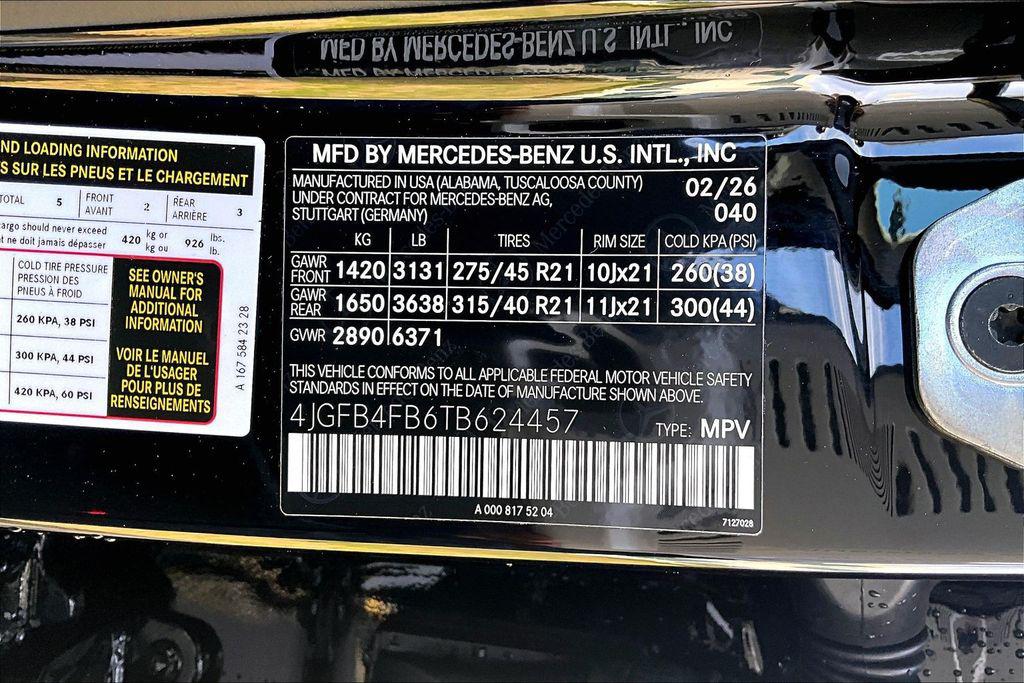 MFD BY MERCEDES-BENZ U.S. INTL., INC
ND LOADING INFORMATION
S SUR LES PNEUS ET LE CHARGEMENT
TOTAL 5 FRONT AVANT 2 REAR ARRIÈRE 3
cargo should never exceed
ne doit jamais dépasser 420 kg or kg ou 926 lbs. lb.
COLD TIRE PRESSURE
PRESSION DES
PNEUS À FROID
260 KPA, 38 PSI
300 KPA, 44 PSI
420 KPA, 60 PSI
SEE OWNER'S
MANUAL FOR
ADDITIONAL
INFORMATION
VOIR LE MANUEL
DE L'USAGER
POUR PLUS DE
RENSEIGNEMENTS
A 167 584 23 28
MFD BY MERCEDES-BENZ U.S. INTL., INC
MANUFACTURED IN USA (ALABAMA, TUSCALOOSA COUNTY) 02/26
UNDER CONTRACT FOR MERCEDES-BENZ AG,
STUTTGART (GERMANY) 040
KG LB TIRES RIM SIZE COLD KPA (PSI)
GAWR FRONT 1420 3131 275/45 R21 10Jx21 260(38)
GAWR REAR 1650 3638 315/40 R21 11Jx21 300(44)
GWR 2890 6371
THIS VEHICLE CONFORMS TO ALL APPLICABLE FEDERAL MOTOR VEHICLE SAFETY
STANDARDS IN EFFECT ON THE DATE OF MANUFACTURE SHOWN ABOVE.
4JGFB4FB6TB624457 TYPE: MPV
A 000 817 52 04
7127028